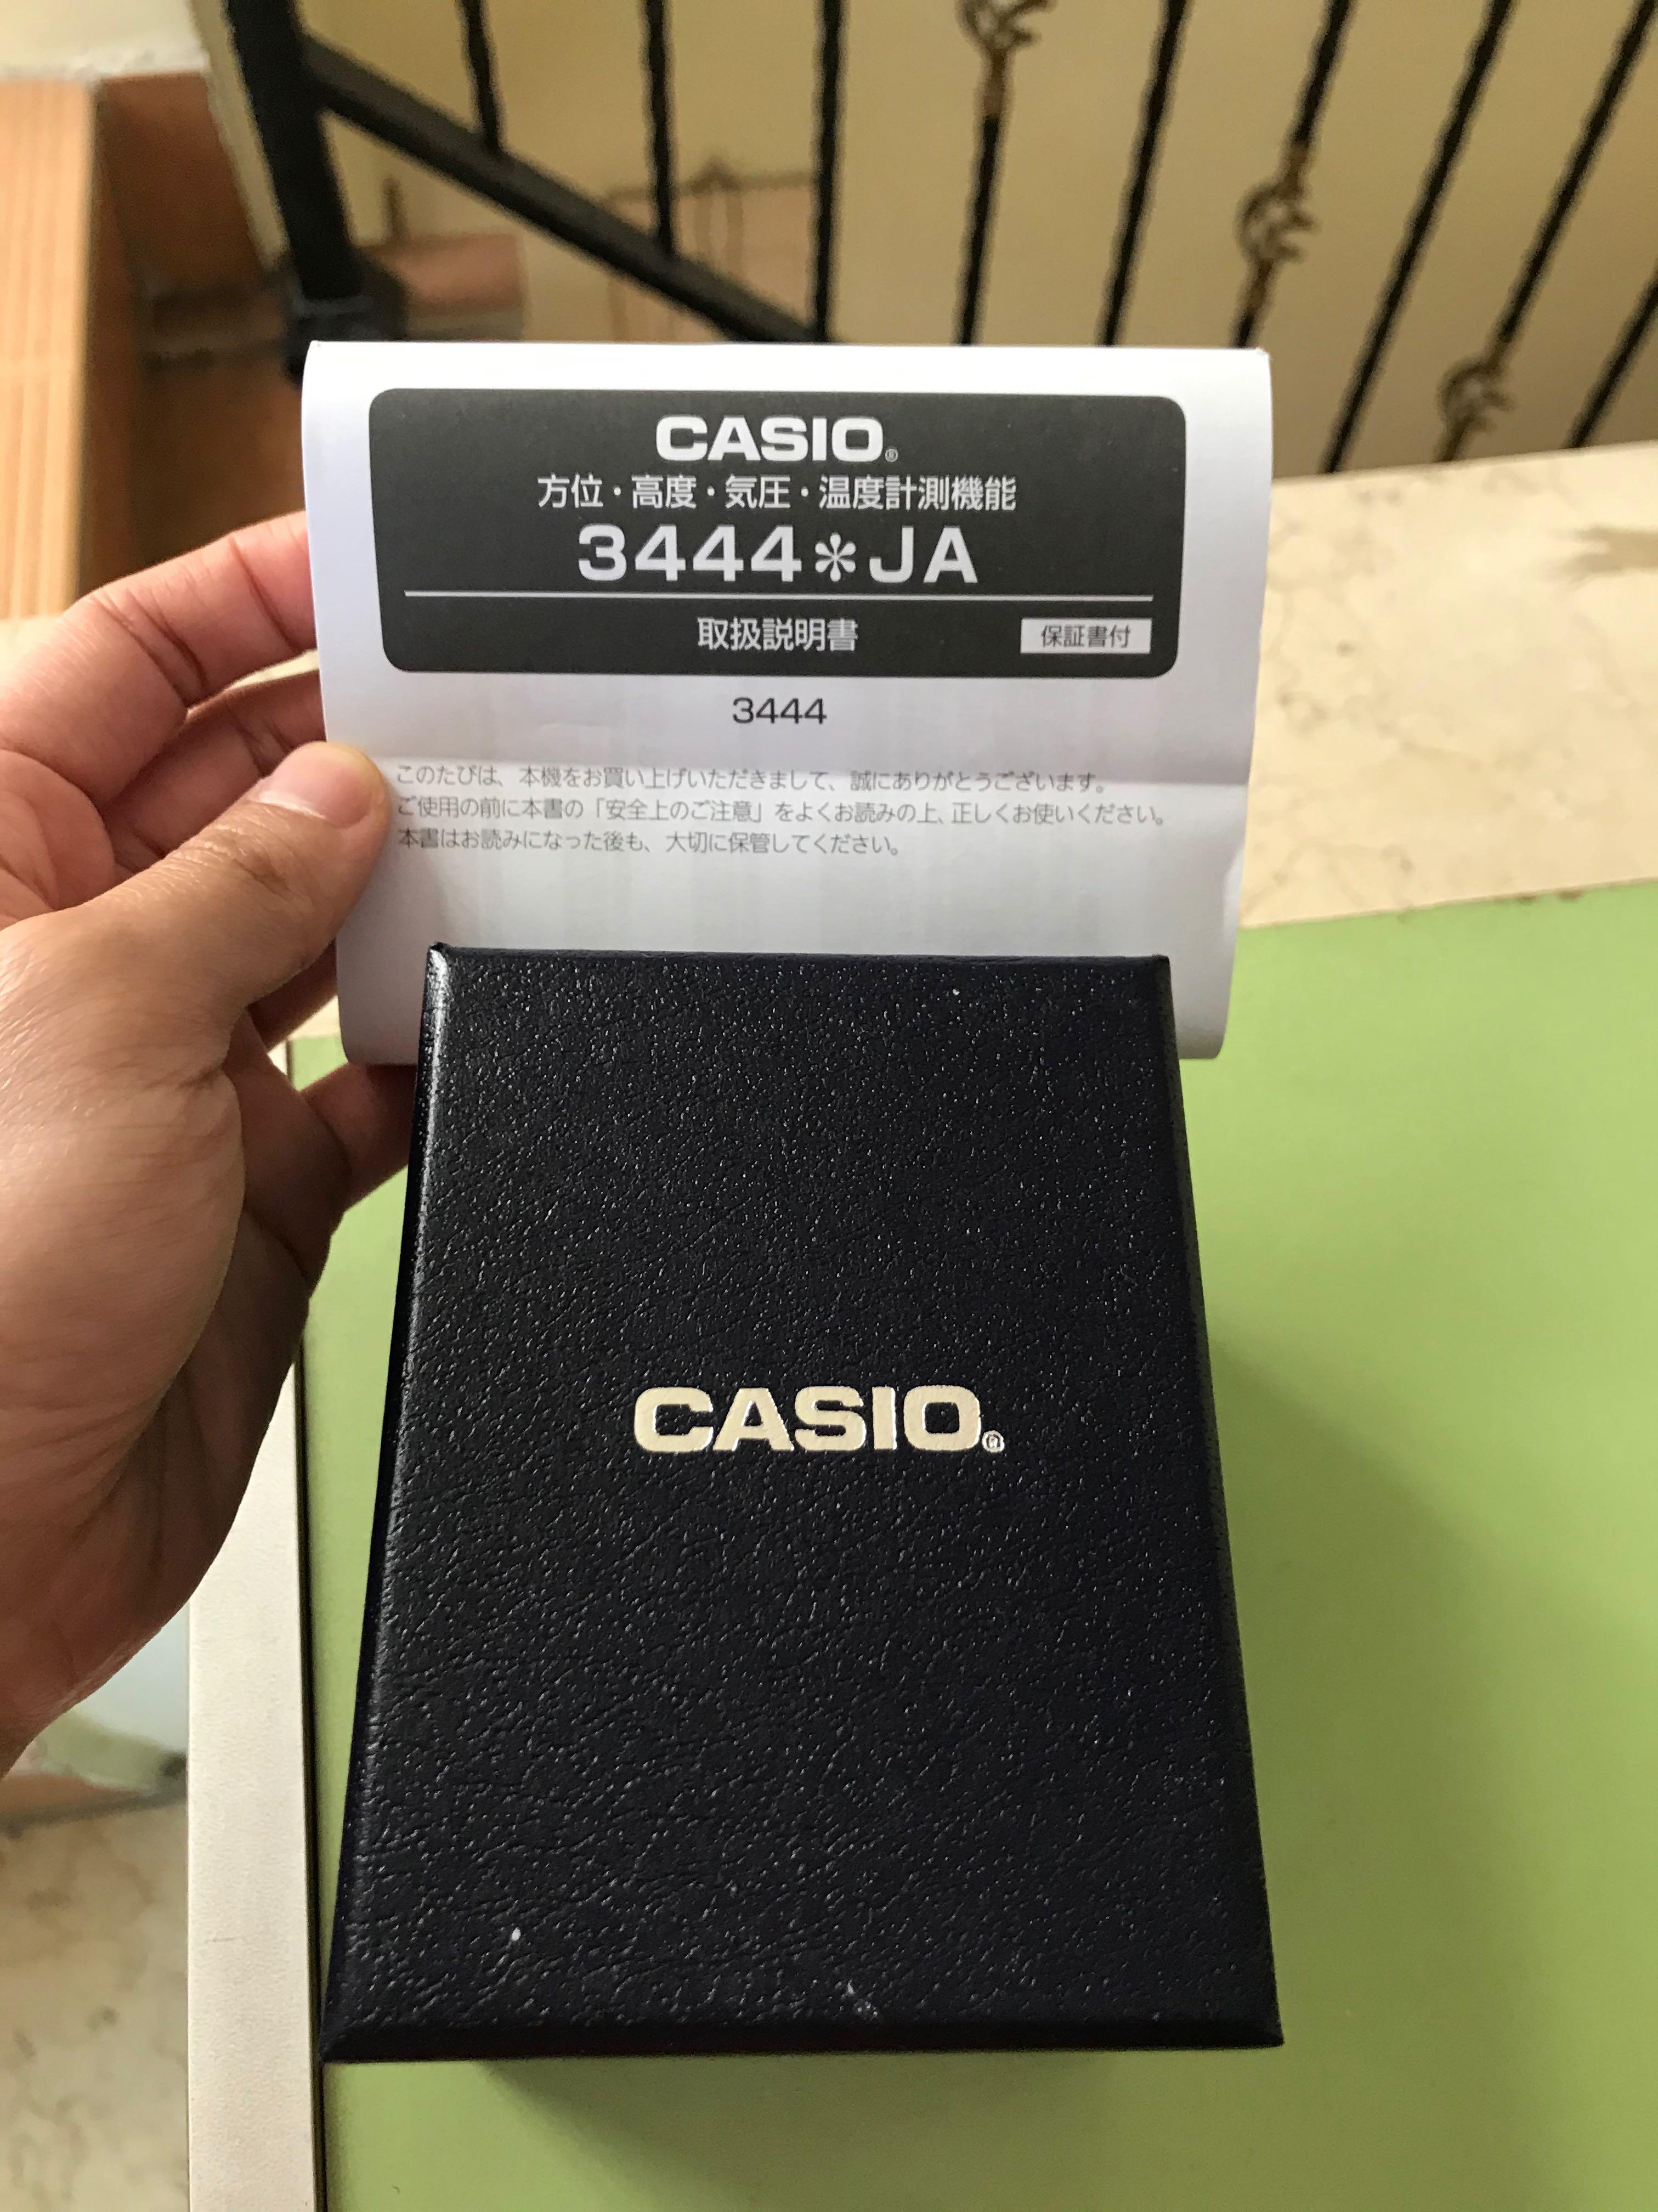 CASIO®
方位・高度・気圧・温度計測機能
3444✻JA
取扱説明書 保証書付
3444
このたびは、本機をお買い上げいただきまして、誠にありがとうございます。
ご使用の前に本書の「安全上のご注意」をよくお読みの上、正しくお使いください。
本書はお読みになった後も、大切に保管してください。
CASIO®